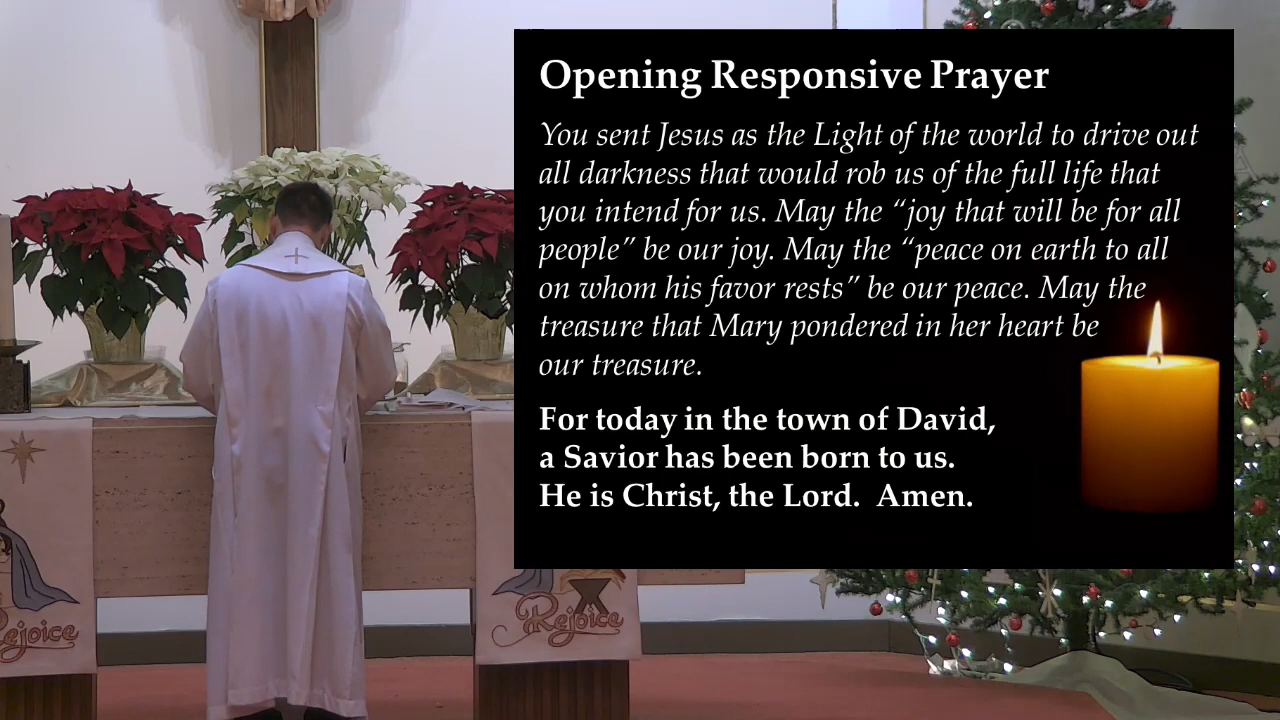 Opening Responsive Prayer
You sent Jesus as the Light of the world to drive out
all darkness that would rob us of the full life that
you intend for us. May the “joy that will be for all
people” be our joy. May the “peace on earth to all
on whom his favor rests” be our peace. May the
treasure that Mary pondered in her heart be
our treasure.
For today in the town of David,
a Savior has been born to us.
He is Christ, the Lord.  Amen.
ejoice
Rejoice